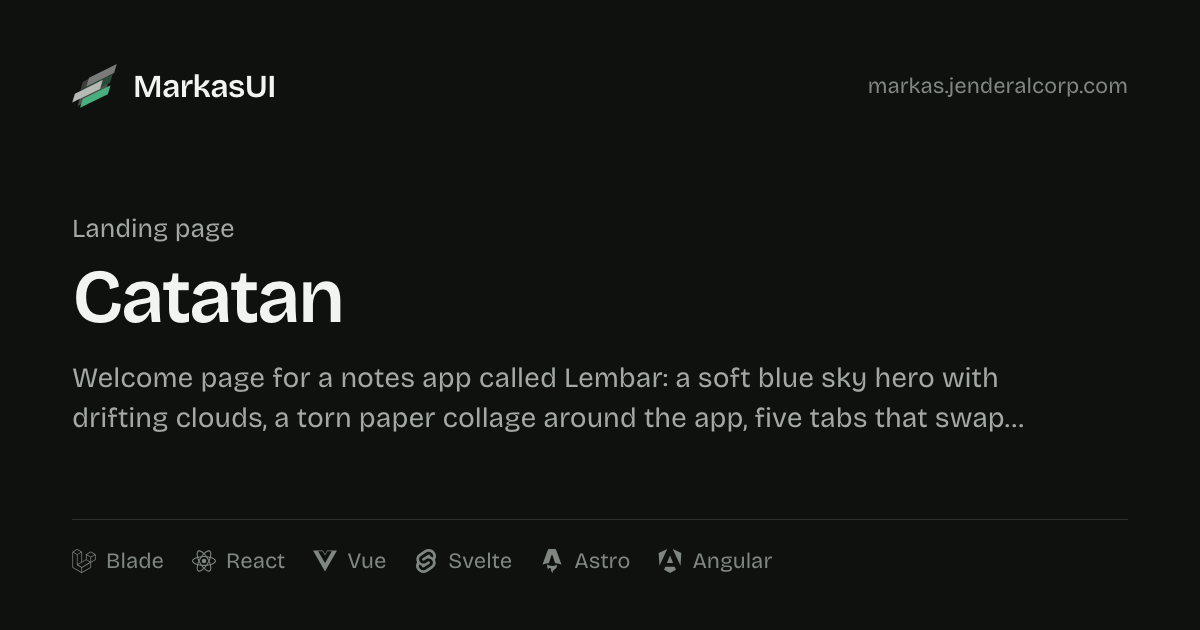 MarkasUI
markas.jenderalcorp.com
Landing page
Catatan
Welcome page for a notes app called Lembar: a soft blue sky hero with
drifting clouds, a torn paper collage around the app, five tabs that swap...
Blade React Vue Svelte Astro Angular